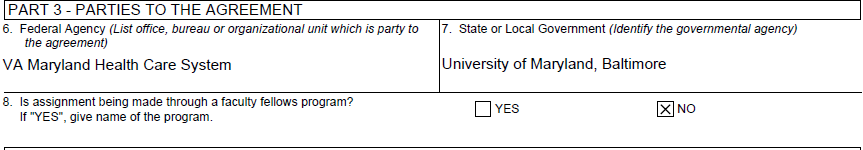 PART 3 - PARTIES TO THE AGREEMENT
6. Federal Agency (List office, bureau or organizational unit which is party to
the agreement)
VA Maryland Health Care System
7. State or Local Government (Identify the governmental agency)
University of Maryland, Baltimore
8. Is assignment being made through a faculty fellows program?
If "YES", give name of the program.
YES
NO